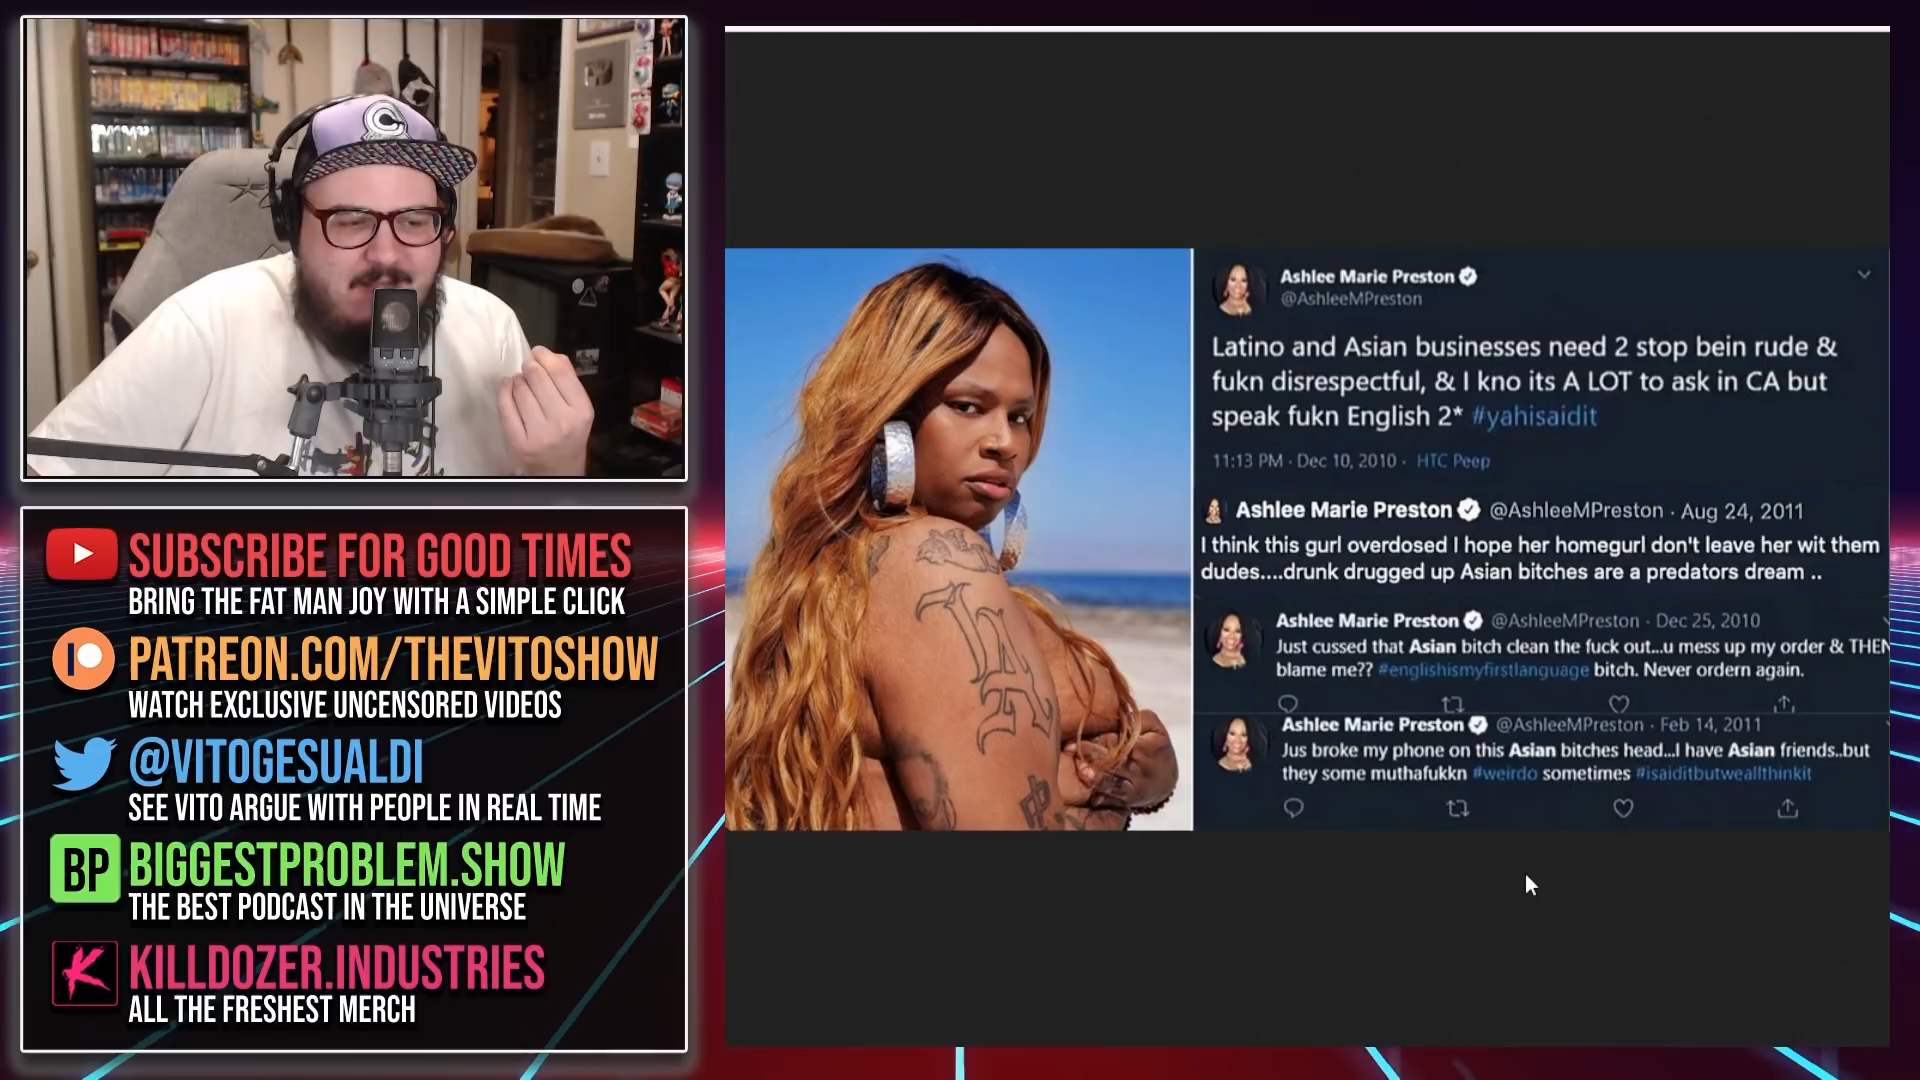 SUBSCRIBE FOR GOOD TIMES
BRING THE FAT MAN JOY WITH A SIMPLE CLICK
PATREON.COM/THEVITOSHOW
WATCH EXCLUSIVE UNCENSORED VIDEOS
@VITOGESUALDI
SEE VITO ARGUE WITH PEOPLE IN REAL TIME
BP BIGGESTPROBLEM.SHOW
THE BEST PODCAST IN THE UNIVERSE
K KILLDOZER.INDUSTRIES
ALL THE FRESHEST MERCH
Ashlee Marie Preston
@AshleeMPreston
Latino and Asian businesses need 2 stop bein rude &
fukn disrespectful, & I kno its A LOT to ask in CA but
speak fukn English 2* #yahisaidit
11:13 PM · Dec 10, 2010 · HTC Peep
Ashlee Marie Preston @AshleeMPreston · Aug 24, 2011
I think this gurl overdosed I hope her homegurl don't leave her wit them
dudes....drunk drugged up Asian bitches are a predators dream ..
Ashlee Marie Preston @AshleeMPreston · Dec 25, 2010
Just cussed that Asian bitch clean the fuck out...u mess up my order & THEN
blame me?? #englishismyfirstlanguage bitch. Never ordern again.
Ashlee Marie Preston @AshleeMPreston · Feb 14, 2011
Jus broke my phone on this Asian bitches head...I have Asian friends..but
they some muthafukkn #weirdo sometimes #isaiditbutweallthinkit